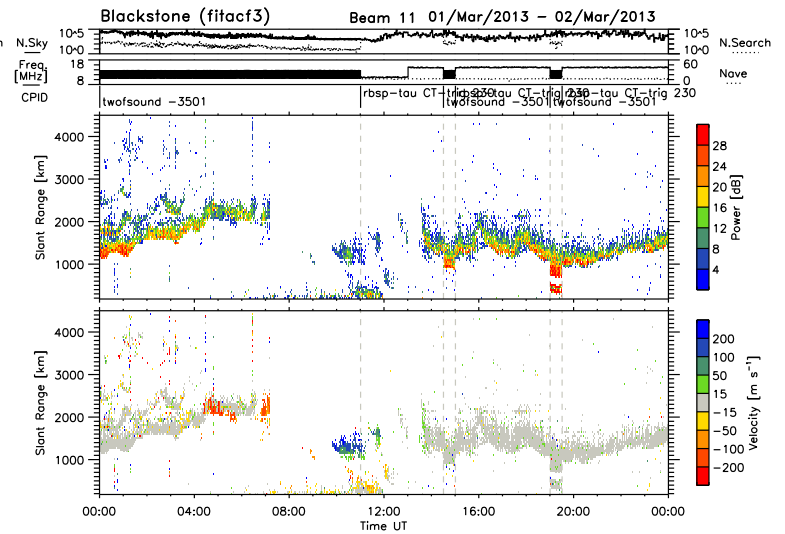 Blackstone (fitacf3) Beam 11 01/Mar/2013 − 02/Mar/2013
N.Sky 10^5 10^0 10^5 10^0 N.Search
Freq. [MHz] 18 8 60 0 Nave
CPID twofsound −3501 rbsp−tau CT−trig 230 twofsound −3501 rbsp−tau CT−trig 230 twofsound −3501 rbsp−tau CT−trig 230
Slant Range [km]
4000
3000
2000
1000
28
24
20
16
12
8
4
Power [dB]
Slant Range [km]
4000
3000
2000
1000
200
100
50
15
−15
−50
−100
−200
Velocity [m s⁻¹]
00:00 04:00 08:00 12:00 16:00 20:00 00:00
Time UT